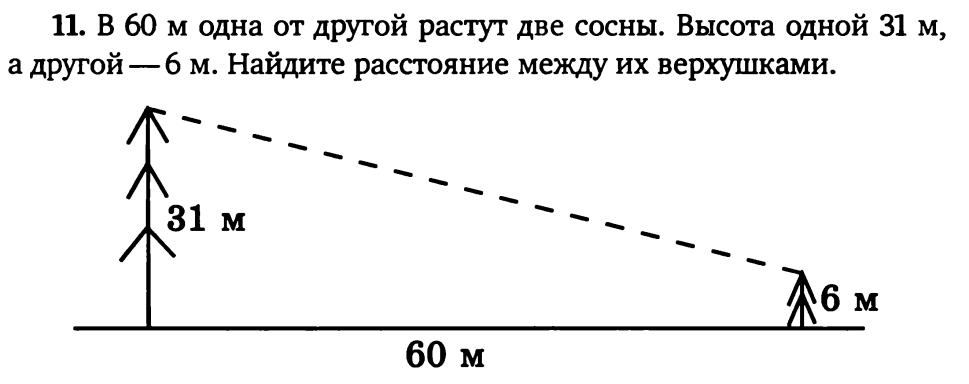 11. В 60 м одна от другой растут две сосны. Высота одной 31 м,
а другой — 6 м. Найдите расстояние между их верхушками.
31 м
6 м
60 м